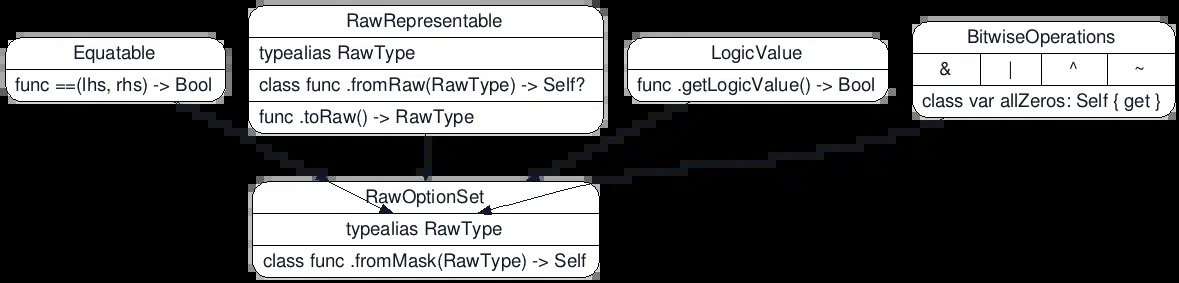 Equatable
func ==(lhs, rhs) -> Bool
RawRepresentable
typealias RawType
class func .fromRaw(RawType) -> Self?
func .toRaw() -> RawType
LogicValue
func .getLogicValue() -> Bool
BitwiseOperations
& | ^ ~
class var allZeros: Self { get }
RawOptionSet
typealias RawType
class func .fromMask(RawType) -> Self